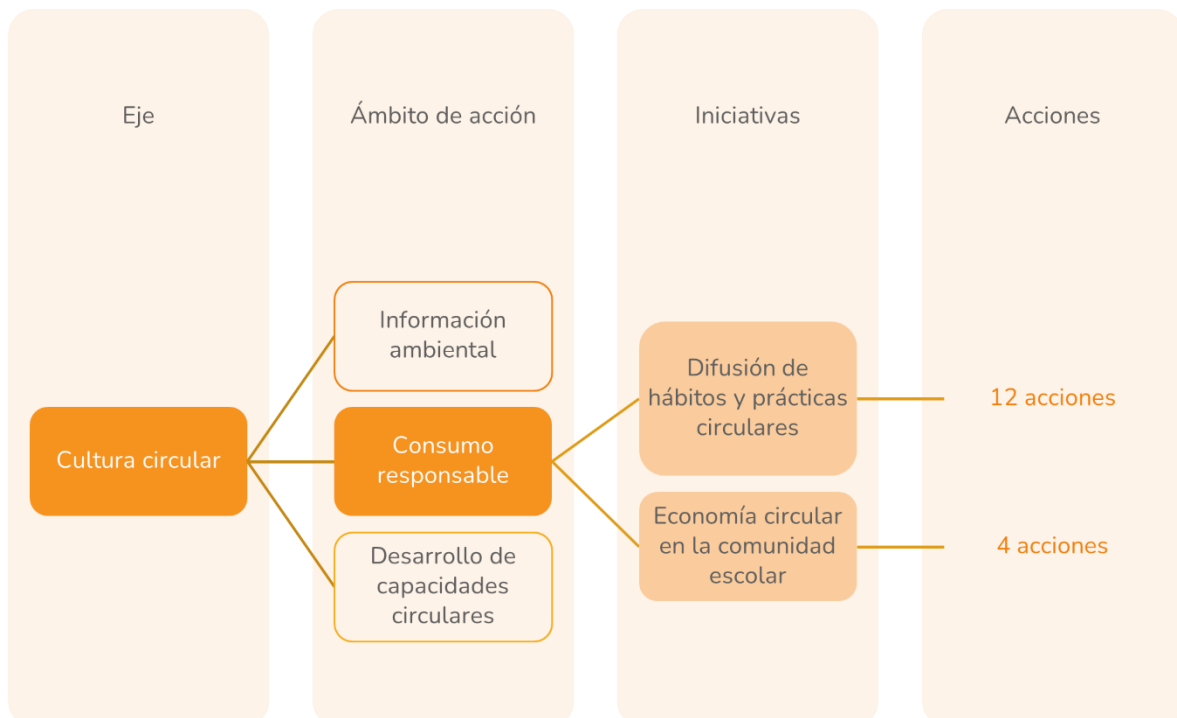 Eje
Ámbito de acción
Iniciativas
Acciones
Cultura circular
Información
ambiental
Consumo
responsable
Desarrollo de
capacidades
circulares
Difusión de
hábitos y prácticas
circulares
Economía circular
en la comunidad
escolar
12 acciones
4 acciones